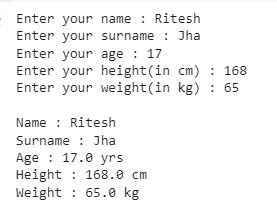 Enter your name : Ritesh
Enter your surname : Jha
Enter your age : 17
Enter your height(in cm) : 168
Enter your weight(in kg) : 65
Name : Ritesh
Surname : Jha
Age : 17.0 yrs
Height : 168.0 cm
Weight : 65.0 kg